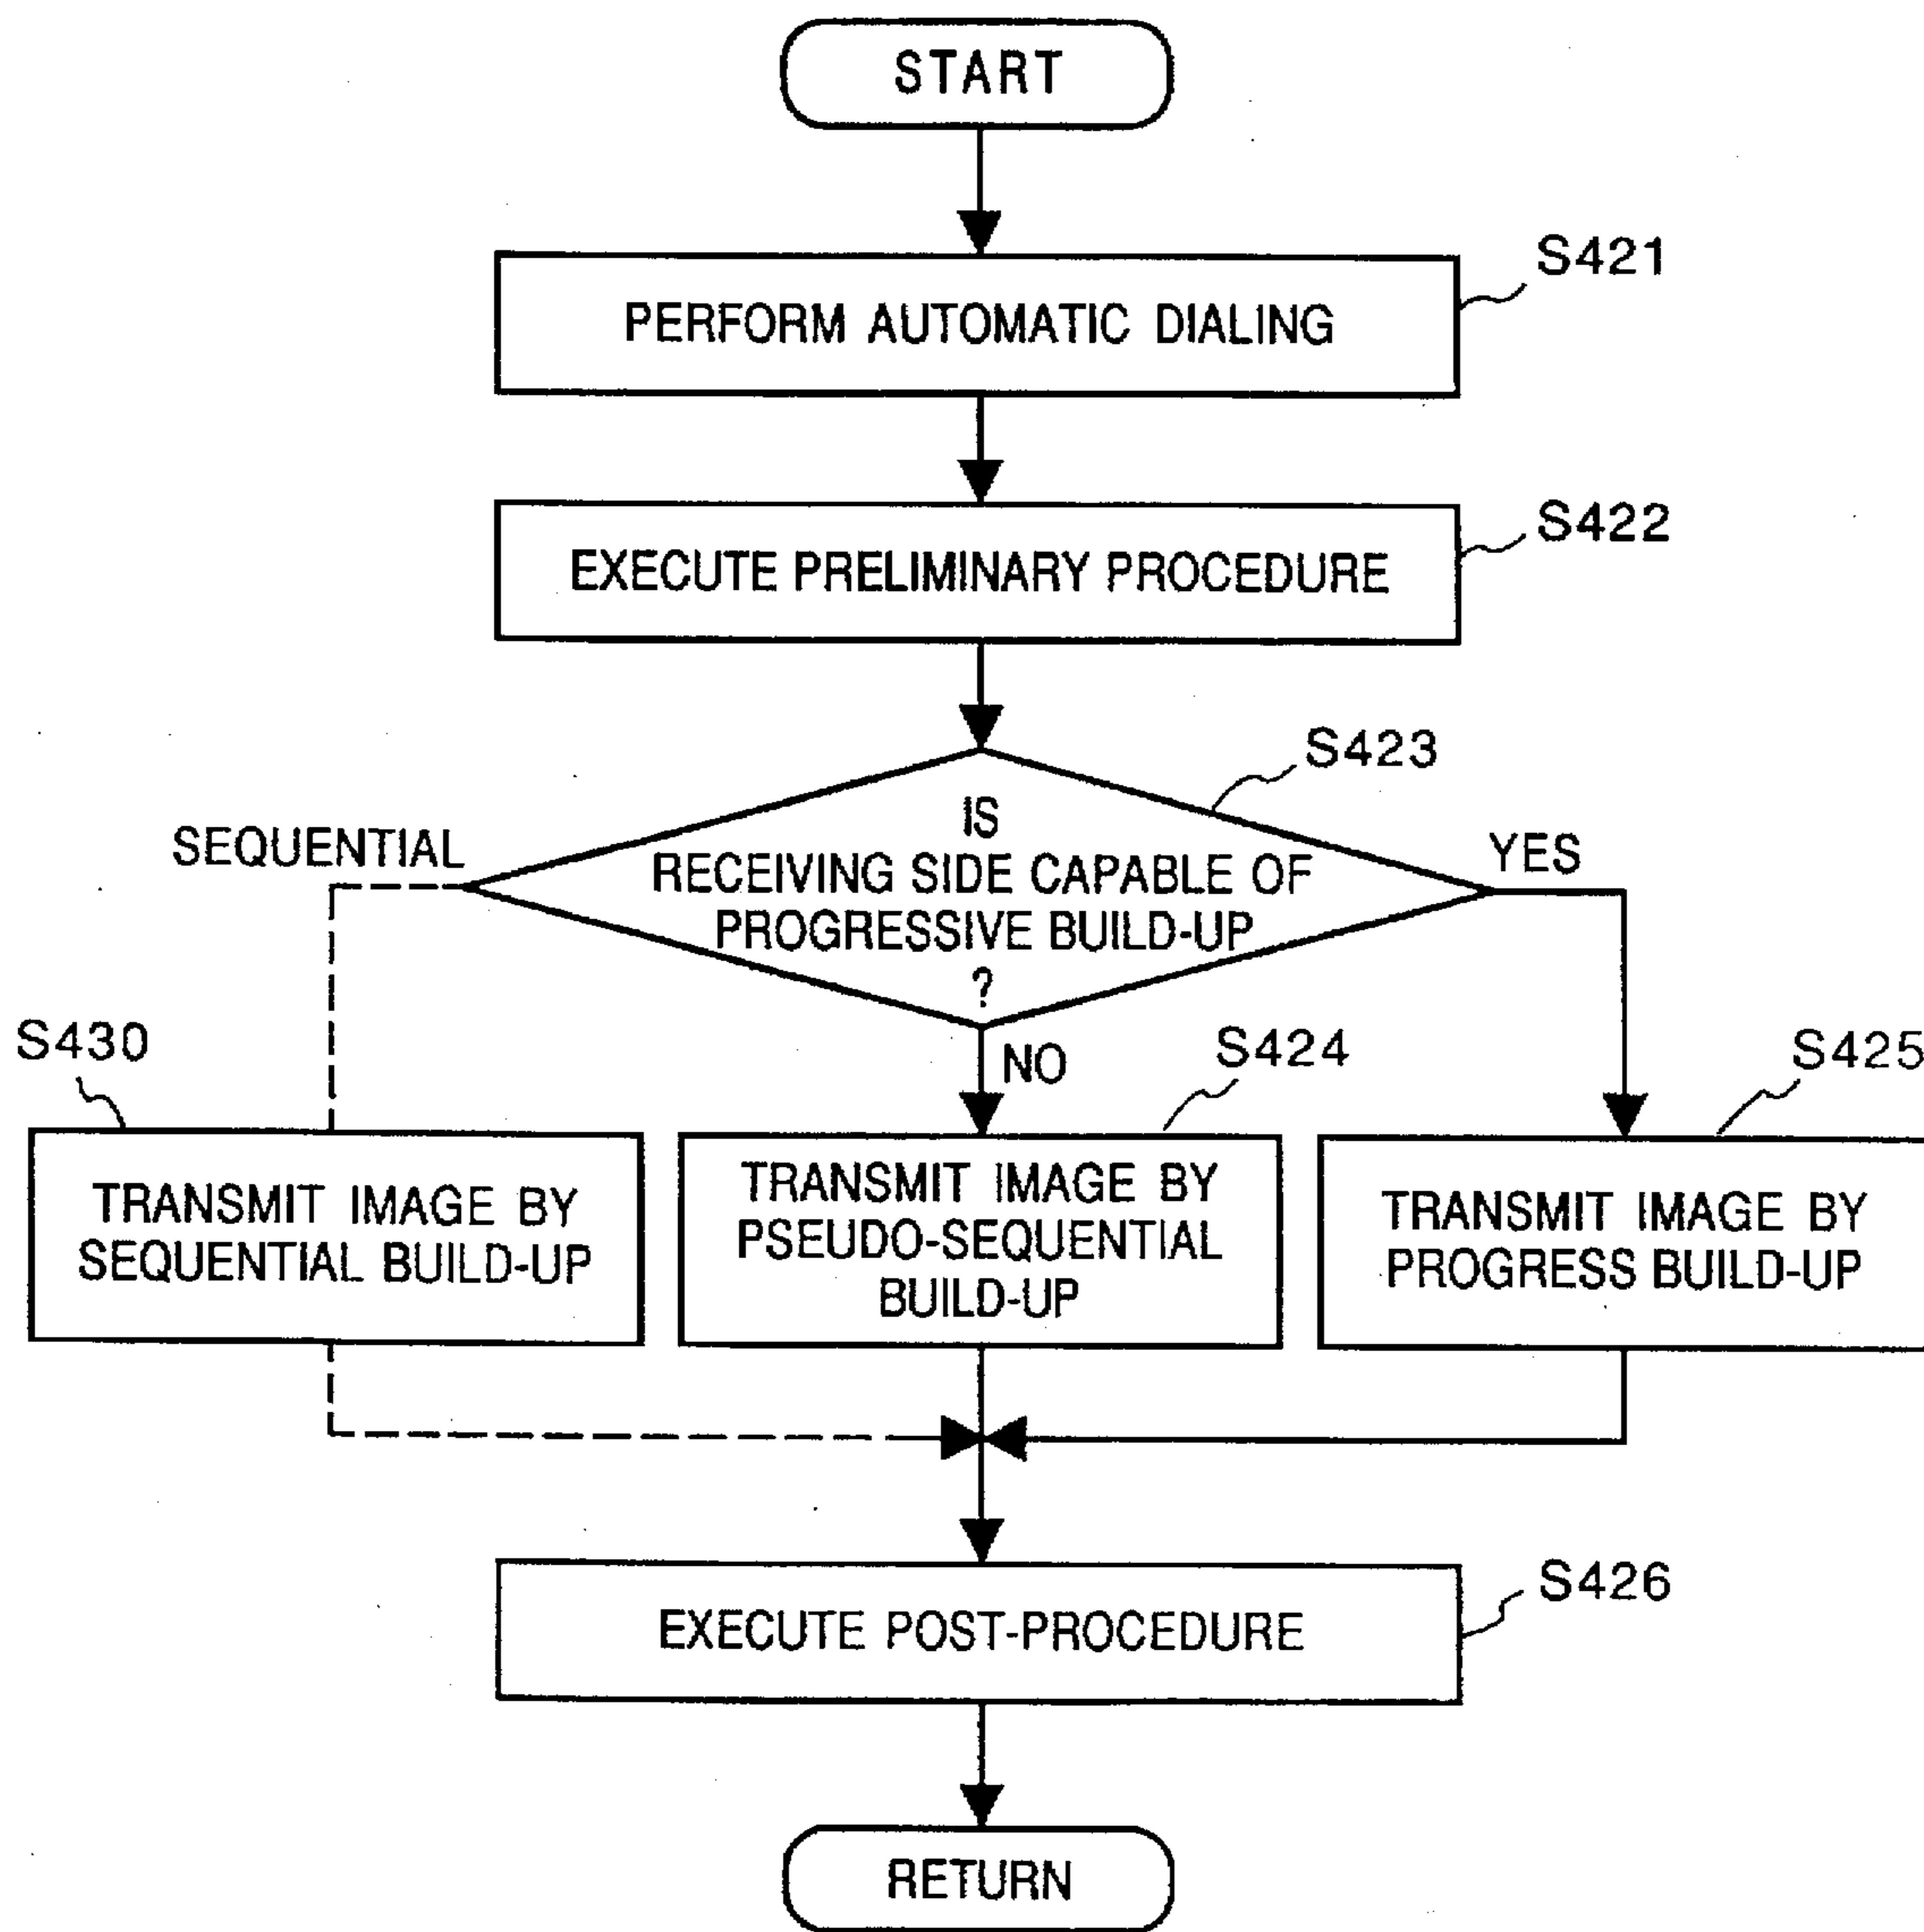 START
S421
PERFORM AUTOMATIC DIALING
S422
EXECUTE PRELIMINARY PROCEDURE
S423
SEQUENTIAL
IS
RECEIVING SIDE CAPABLE OF
PROGRESSIVE BUILD-UP
?
YES
NO
S430
S424
S425
TRANSMIT IMAGE BY
SEQUENTIAL BUILD-UP
TRANSMIT IMAGE BY
PSEUDO-SEQUENTIAL
BUILD-UP
TRANSMIT IMAGE BY
PROGRESS BUILD-UP
S426
EXECUTE POST-PROCEDURE
RETURN